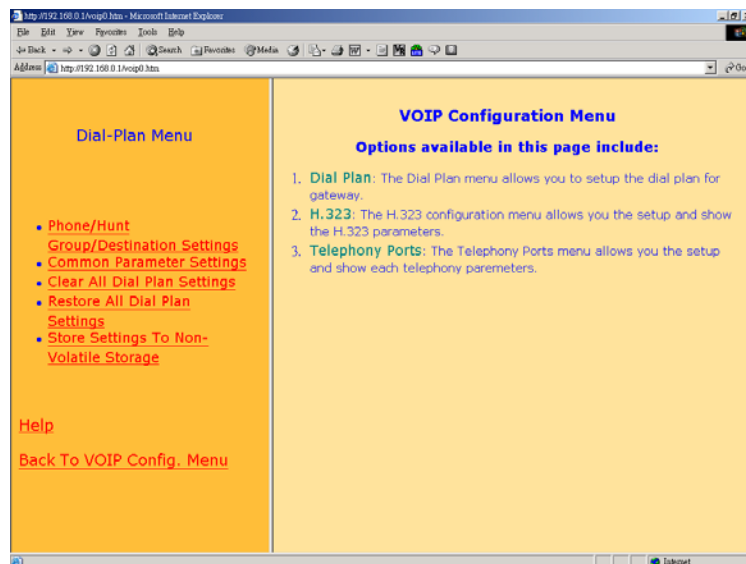 http://192.168.0.1/voip0.htm - Microsoft Internet Explorer
File Edit View Favorites Tools Help
Back Search Favorites Media
Address http://192.168.0.1/voip0.htm Go
Dial-Plan Menu
Phone/Hunt
Group/Destination Settings
Common Parameter Settings
Clear All Dial Plan Settings
Restore All Dial Plan
Settings
Store Settings To Non-
Volatile Storage
Help
Back To VOIP Config. Menu
VOIP Configuration Menu
Options available in this page include:
1. Dial Plan: The Dial Plan menu allows you to setup the dial plan for
gateway.
2. H.323: The H.323 configuration menu allows you the setup and show
the H.323 parameters.
3. Telephony Ports: The Telephony Ports menu allows you the setup
and show each telephony paremeters.
Internet